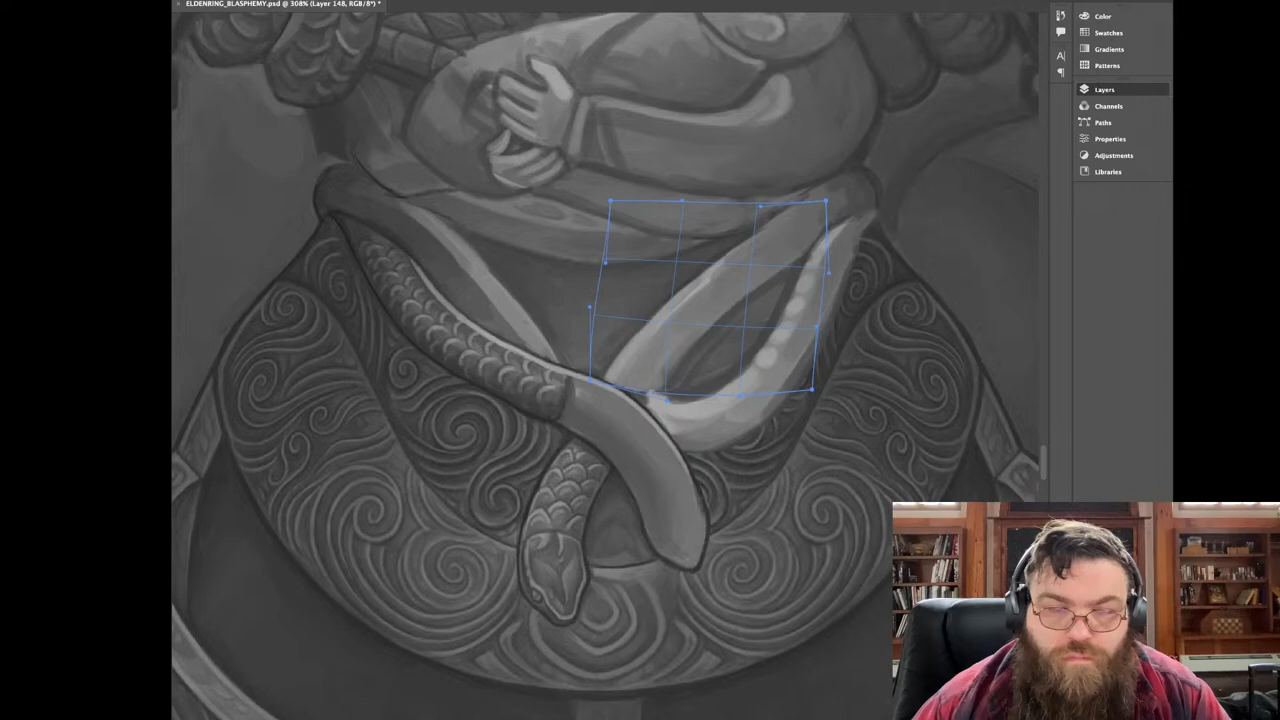 × ELDENRING_BLASPHEMY.psd @ 308% (Layer 148, RGB/8*) *
Color
Swatches
Gradients
Patterns
Layers
Channels
Paths
Properties
Adjustments
Libraries